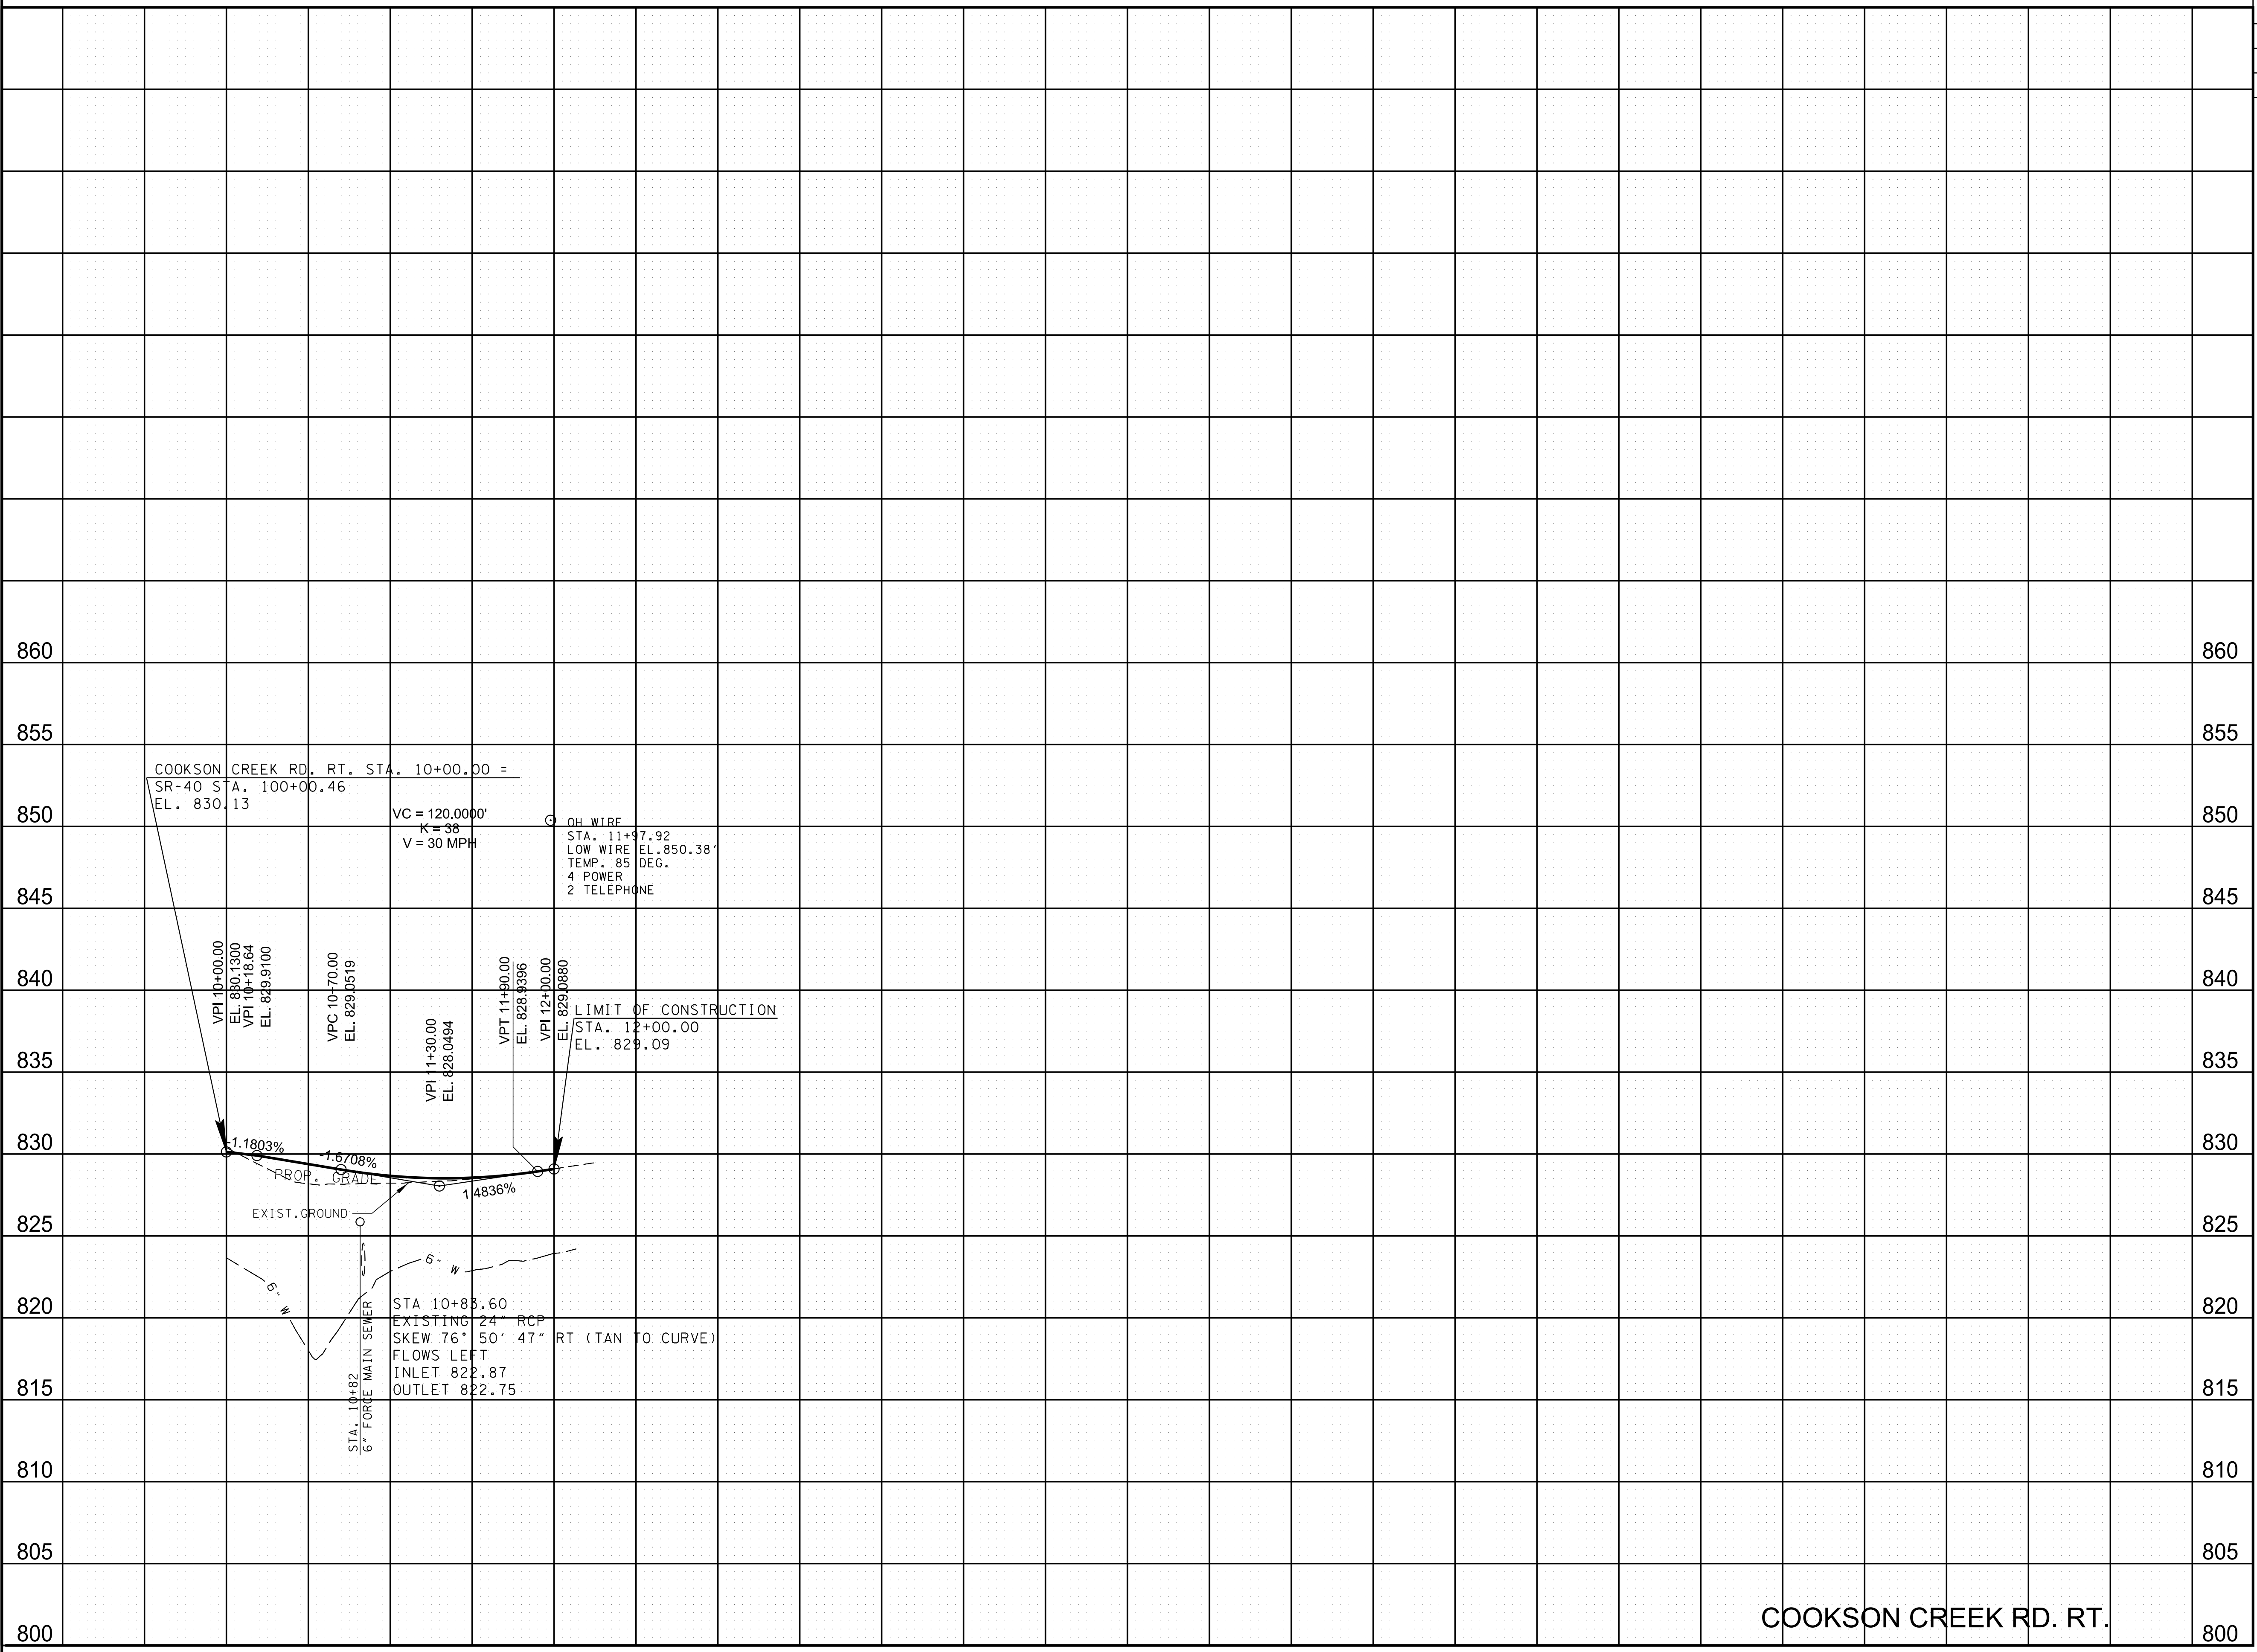 860 860
855 855
COOKSON CREEK RD. RT. STA. 10+00.00 =
SR-40 STA. 100+00.46
EL. 830.13
850 850
VC = 120.0000'
K = 38
V = 30 MPH
OH WIRE
STA. 11+97.92
LOW WIRE EL.850.38'
TEMP. 85 DEG.
4 POWER
2 TELEPHONE
845 845
840 840
VPI 10+00.00
EL. 830.1300
VPI 10+18.64
EL. 829.9100
VPC 10+70.00
EL. 829.0519
VPI 11+30.00
EL. 828.0494
VPT 11+90.00
EL. 828.9396
VPI 12+00.00
EL. 829.0880
LIMIT OF CONSTRUCTION
STA. 12+00.00
EL. 829.09
835 835
830 830
-1.1803%
-1.6708%
PROP. GRADE
1.4836%
EXIST.GROUND
825 825
6" W
6" W
820 820
STA 10+83.60
EXISTING 24" RCP
SKEW 76° 50' 47" RT (TAN TO CURVE)
FLOWS LEFT
INLET 822.87
OUTLET 822.75
STA. 10+82
6" FORCE MAIN SEWER
815 815
810 810
805 805
COOKSON CREEK RD. RT.
800 800